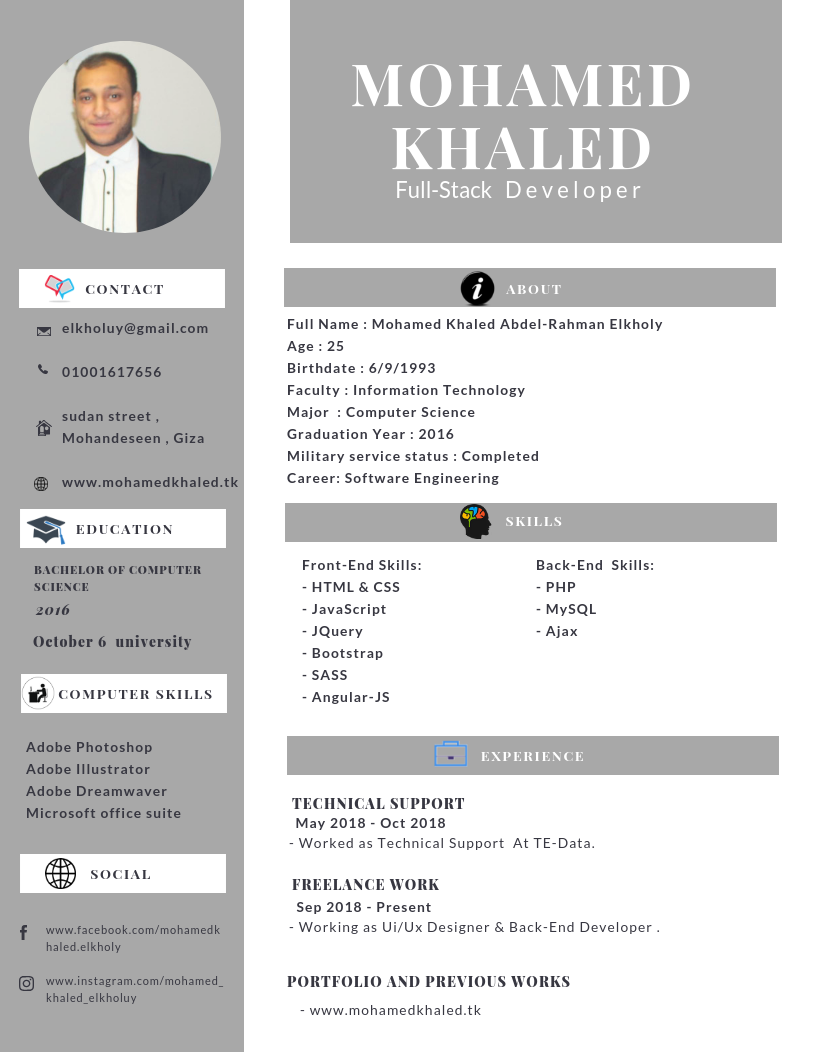 MOHAMED
KHALED
Full-Stack Developer
CONTACT
elkholuy@gmail.com
01001617656
sudan street ,
Mohandeseen , Giza
www.mohamedkhaled.tk
EDUCATION
BACHELOR OF COMPUTER
SCIENCE
2016
October 6 university
COMPUTER SKILLS
Adobe Photoshop
Adobe Illustrator
Adobe Dreamwaver
Microsoft office suite
SOCIAL
www.facebook.com/mohamedk
haled.elkholy
www.instagram.com/mohamed_
khaled_elkholuy
ABOUT
Full Name : Mohamed Khaled Abdel-Rahman Elkholy
Age : 25
Birthdate : 6/9/1993
Faculty : Information Technology
Major : Computer Science
Graduation Year : 2016
Military service status : Completed
Career: Software Engineering
SKILLS
Front-End Skills:
- HTML & CSS
- JavaScript
- JQuery
- Bootstrap
- SASS
- Angular-JS
Back-End Skills:
- PHP
- MySQL
- Ajax
EXPERIENCE
TECHNICAL SUPPORT
May 2018 - Oct 2018
- Worked as Technical Support At TE-Data.
FREELANCE WORK
Sep 2018 - Present
- Working as Ui/Ux Designer & Back-End Developer .
PORTFOLIO AND PREVIOUS WORKS
- www.mohamedkhaled.tk